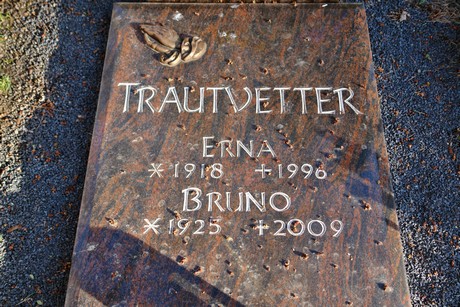 TRAUTVETTER
ERNA
*1918 +1996
BRUNO
*1925 +2009